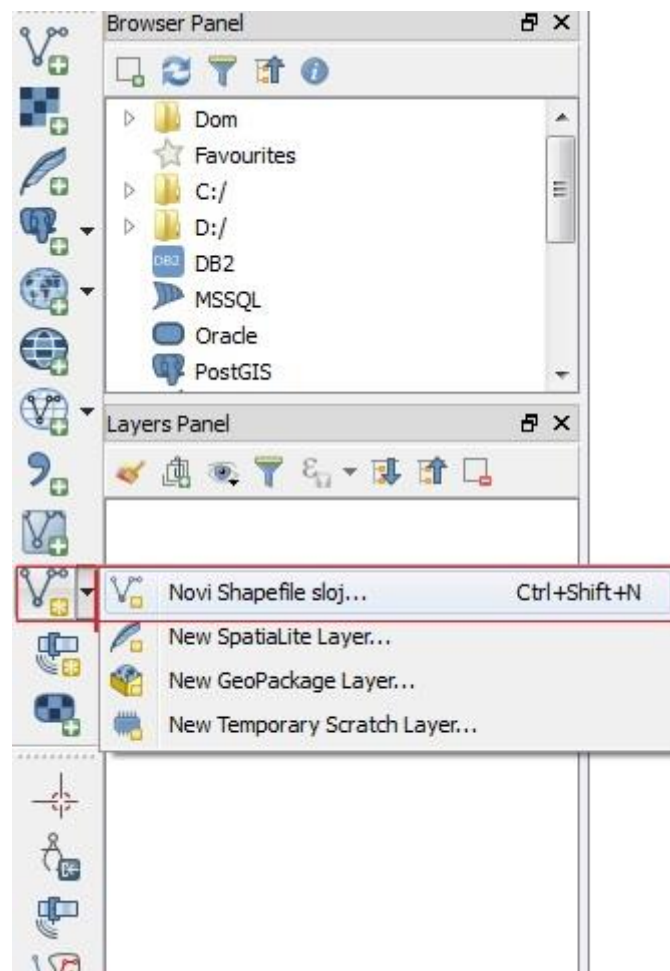 Browser Panel
Dom
Favourites
C:/
D:/
DB2
DB2
MSSQL
Oracle
PostGIS
Layers Panel
Novi Shapefile sloj... Ctrl+Shift+N
New SpatiaLite Layer...
New GeoPackage Layer...
New Temporary Scratch Layer...